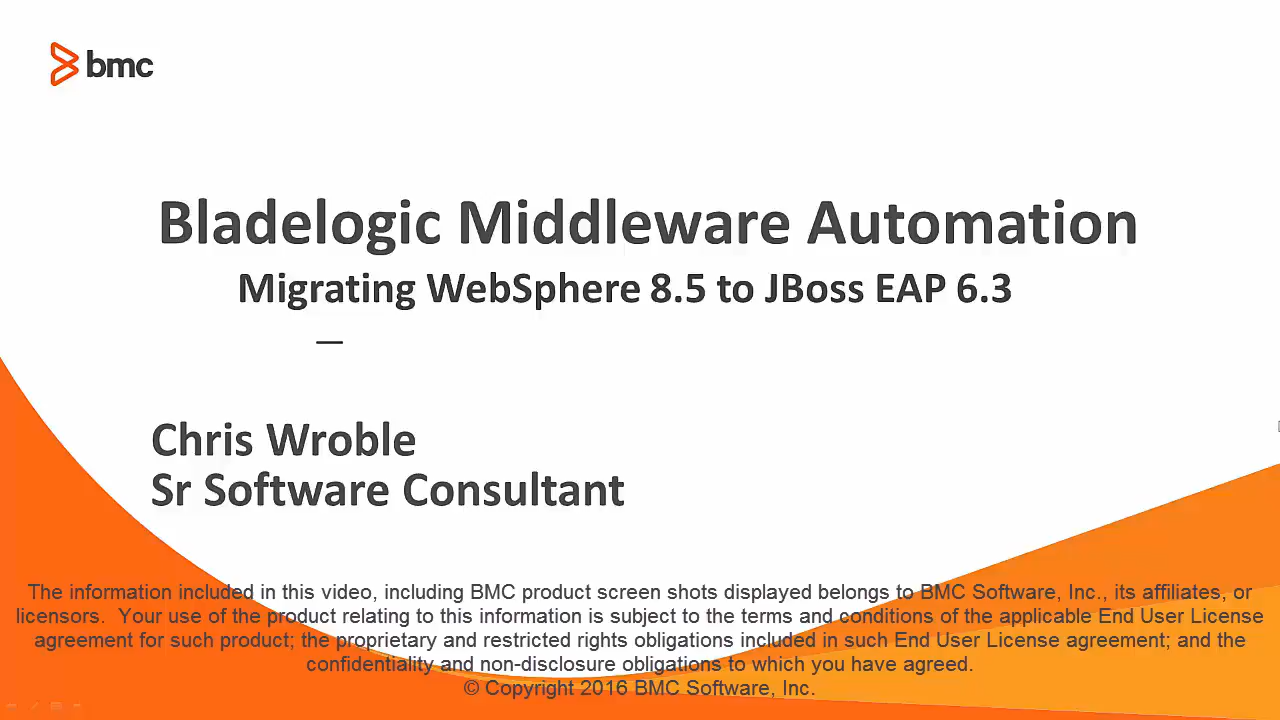 bmc
Bladelogic Middleware Automation
Migrating WebSphere 8.5 to JBoss EAP 6.3
—
Chris Wroble
Sr Software Consultant
The information included in this video, including BMC product screen shots displayed belongs to BMC Software, Inc., its affiliates, or
licensors.  Your use of the product relating to this information is subject to the terms and conditions of the applicable End User License
agreement for such product; the proprietary and restricted rights obligations included in such End User License agreement; and the
confidentiality and non-disclosure obligations to which you have agreed.
© Copyright 2016 BMC Software, Inc.